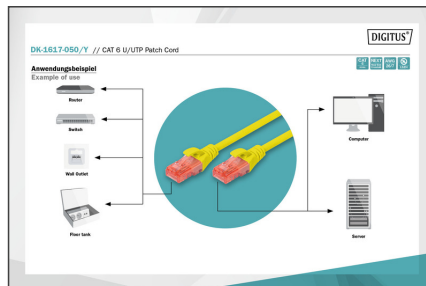 DIGITUS®
DK-1617-050/Y // CAT 6 U/UTP Patch Cord
Anwendungsbeispiel
Example of use
Router
Switch
Wall Outlet
Floor tank
Computer
Server